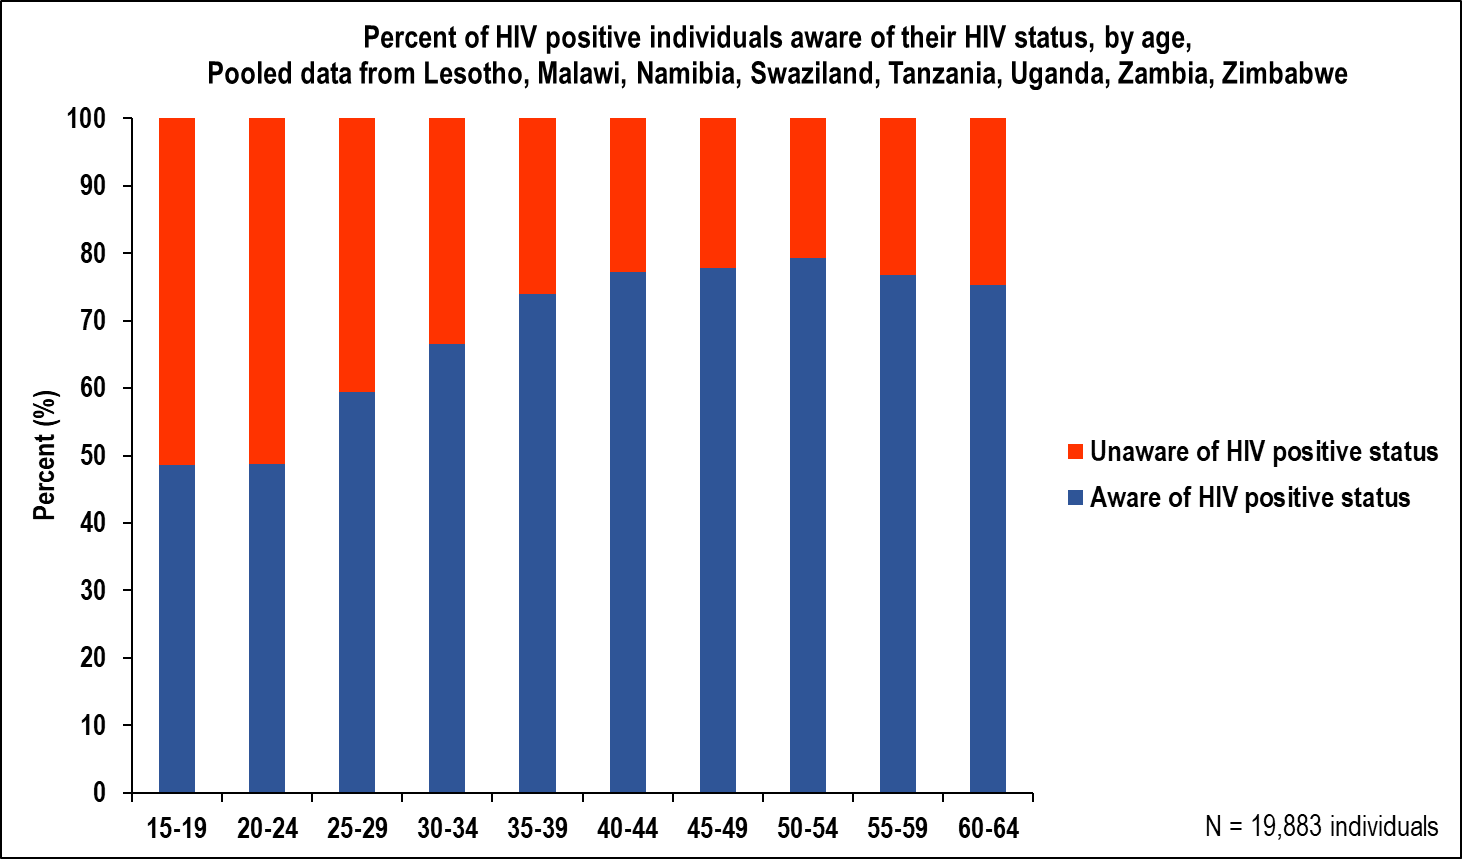 Percent of HIV positive individuals aware of their HIV status, by age,
Pooled data from Lesotho, Malawi, Namibia, Swaziland, Tanzania, Uganda, Zambia, Zimbabwe
100
90
80
70
60
50
40
30
20
10
0
Percent (%)
15-19 20-24 25-29 30-34 35-39 40-44 45-49 50-54 55-59 60-64
Unaware of HIV positive status
Aware of HIV positive status
N = 19,883 individuals